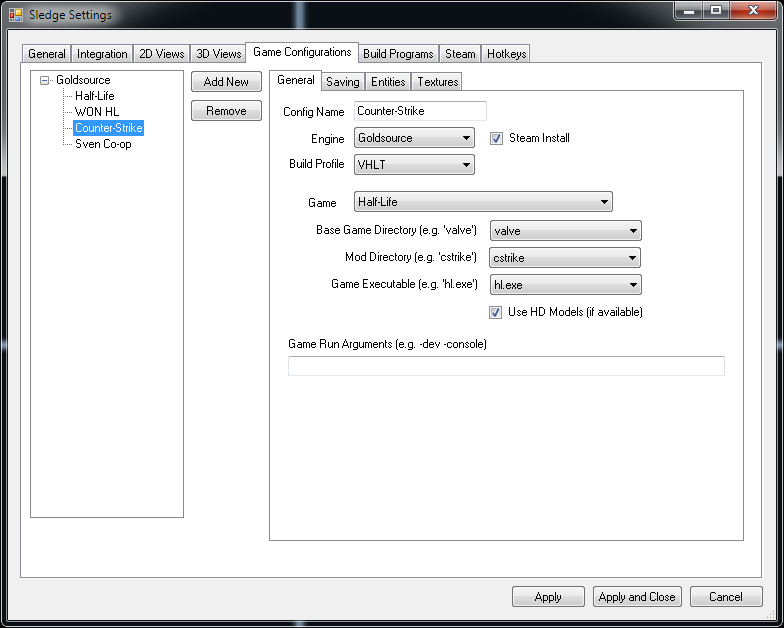 Sledge Settings
General Integration 2D Views 3D Views Game Configurations Build Programs Steam Hotkeys
Goldsource
Half-Life
WON HL
Counter-Strike
Sven Co-op
Add New
Remove
General Saving Entities Textures
Config Name Counter-Strike
Engine Goldsource Steam Install
Build Profile VHLT
Game Half-Life
Base Game Directory (e.g. 'valve') valve
Mod Directory (e.g. 'cstrike') cstrike
Game Executable (e.g. 'hl.exe') hl.exe
Use HD Models (if available)
Game Run Arguments (e.g. -dev -console)
Apply Apply and Close Cancel